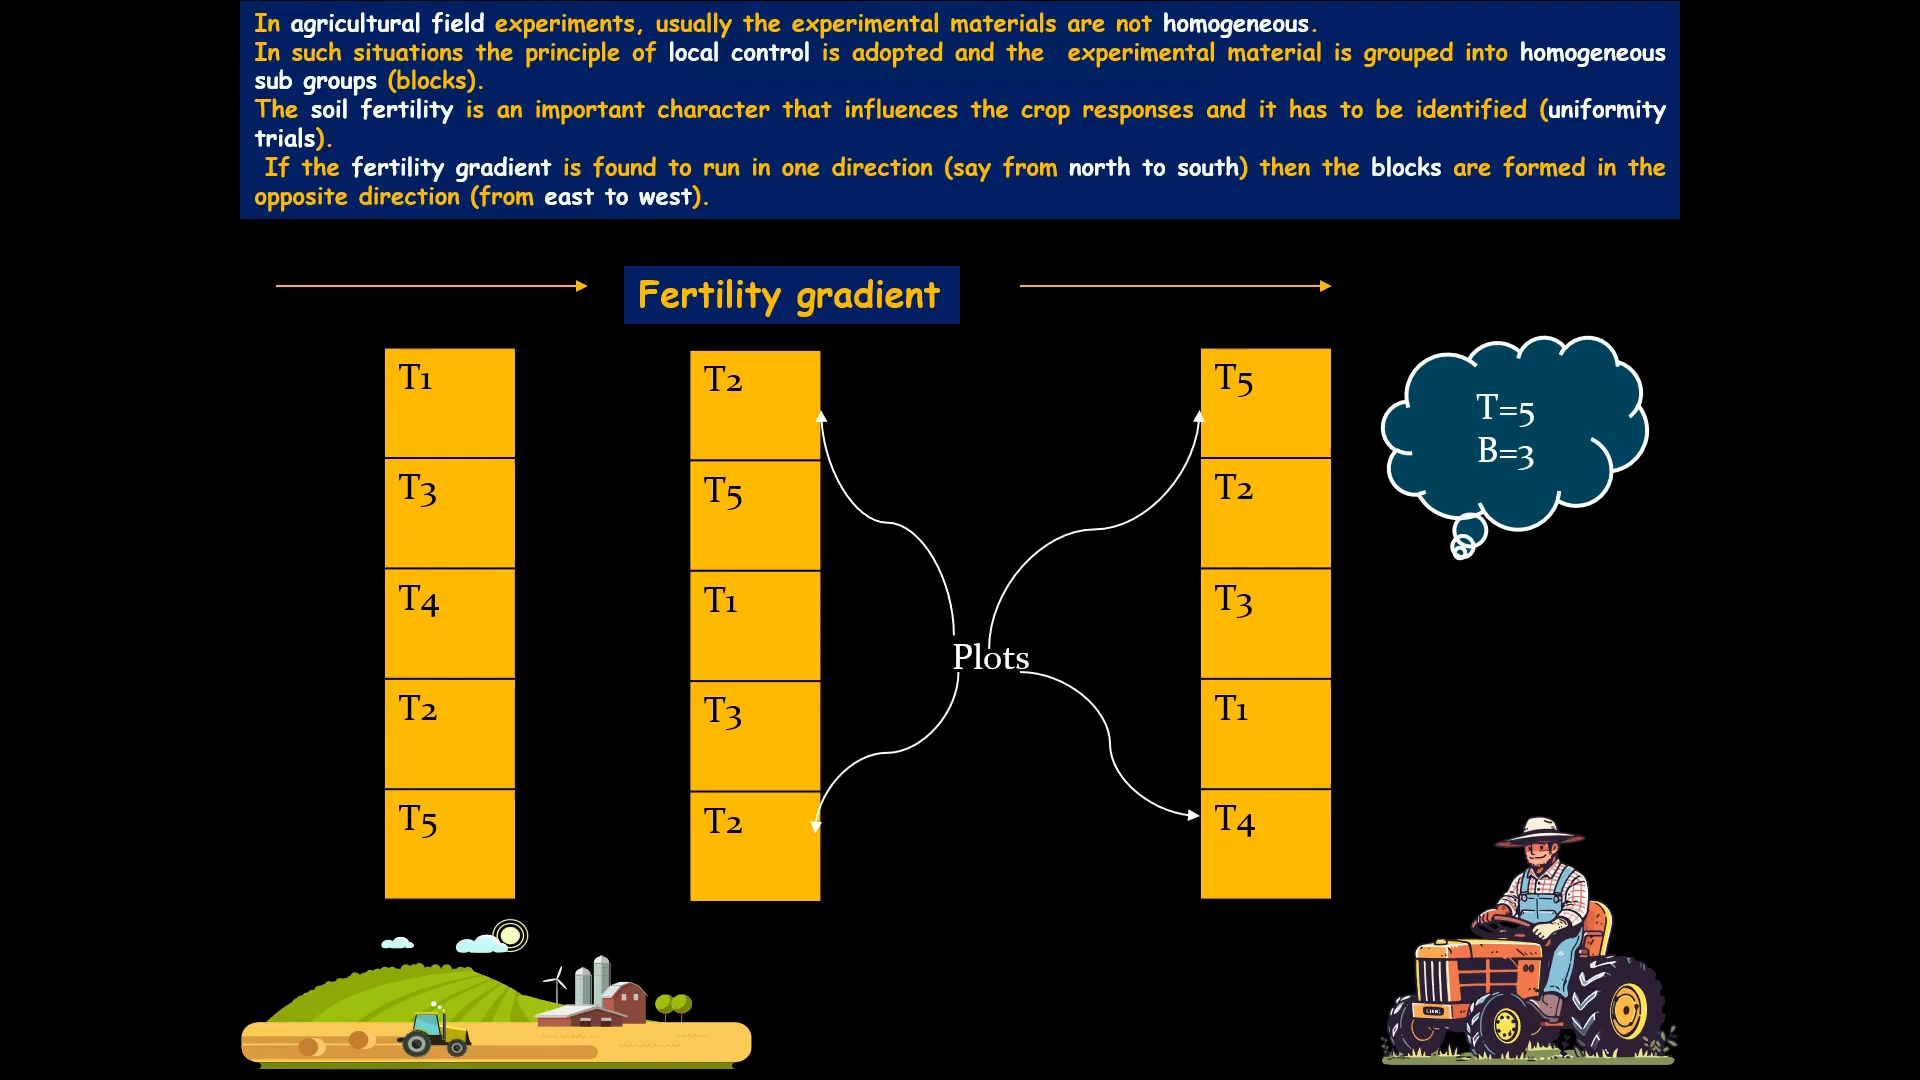 In agricultural field experiments, usually the experimental materials are not homogeneous.
In such situations the principle of local control is adopted and the experimental material is grouped into homogeneous
sub groups (blocks).
The soil fertility is an important character that influences the crop responses and it has to be identified (uniformity
trials).
If the fertility gradient is found to run in one direction (say from north to south) then the blocks are formed in the
opposite direction (from east to west).
Fertility gradient
T1
T3
T4
T2
T5
T2
T5
T1
T3
T2
Plots
T5
T2
T3
T1
T4
T=5
B=3